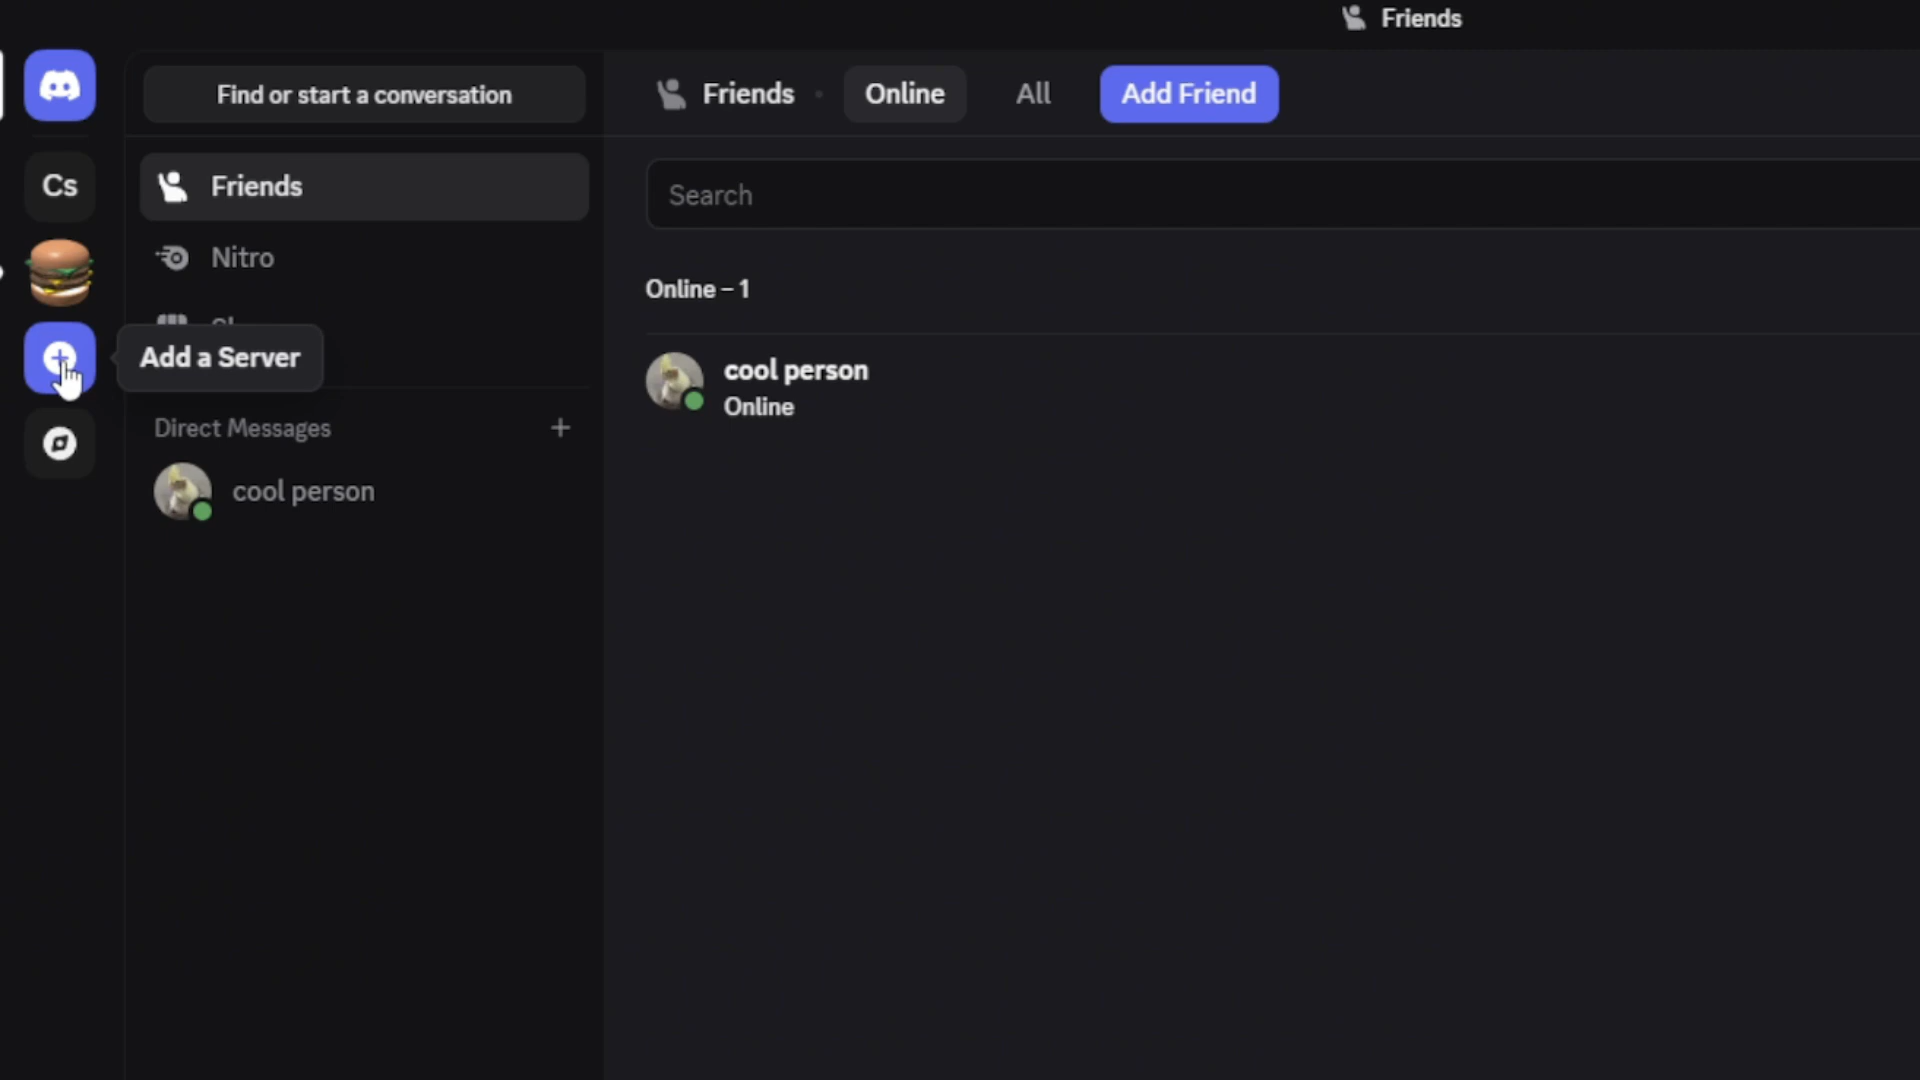 Friends
Find or start a conversation
Friends
Online
All
Add Friend
Cs
Friends
Search
Nitro
Online – 1
Add a Server
cool person
Online
Direct Messages
cool person